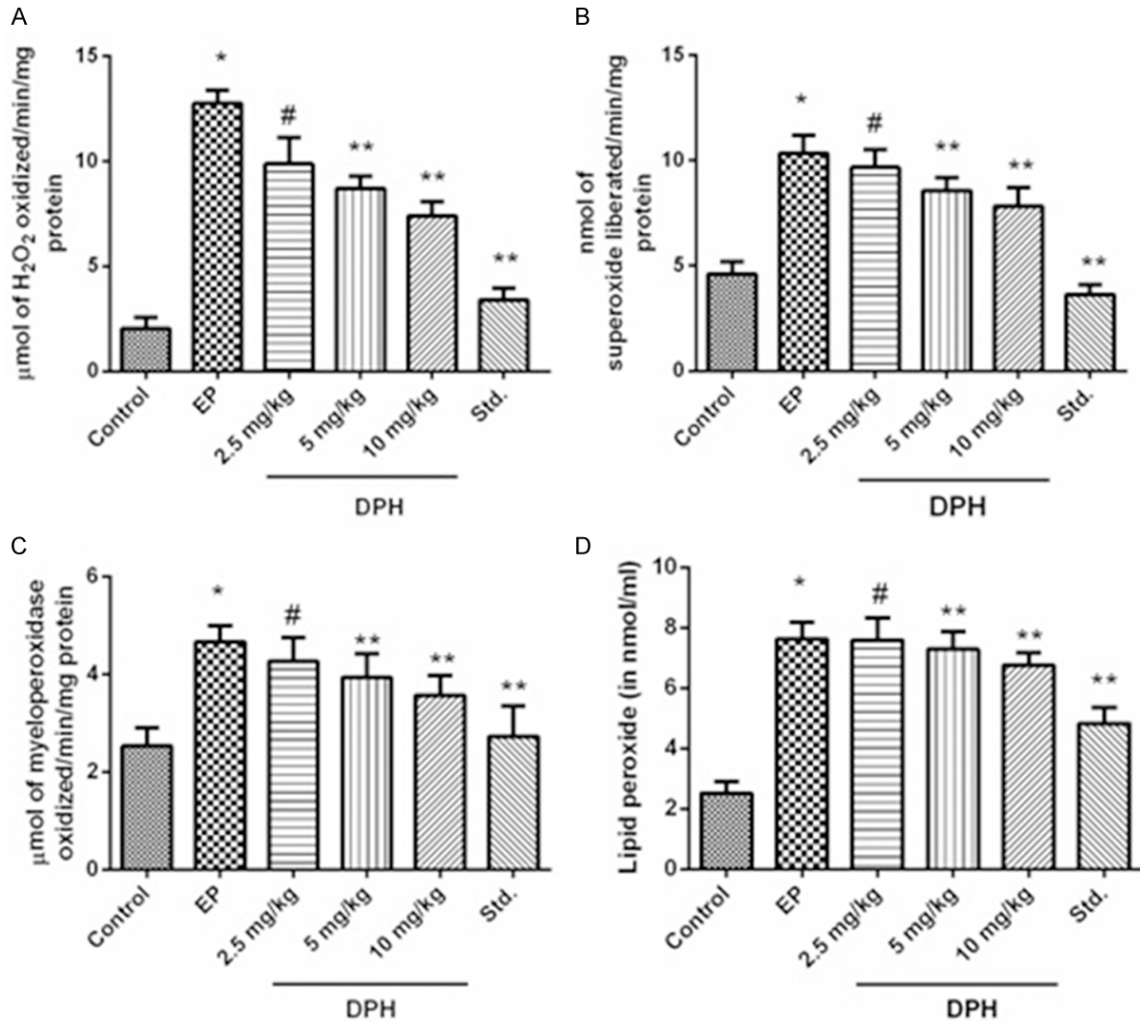 A
μmol of H₂O₂ oxidized/min/mg
protein
15
10
5
0
*
#
**
**
**
Control
EP
2.5 mg/kg
5 mg/kg
10 mg/kg
Std.
DPH
B
nmol of
superoxide liberated/min/mg
protein
15
10
5
0
*
#
**
**
**
Control
EP
2.5 mg/kg
5 mg/kg
10 mg/kg
Std.
DPH
C
μmol of myeloperoxidase
oxidized/min/mg protein
6
4
2
0
*
#
**
**
**
Control
EP
2.5 mg/kg
5 mg/kg
10 mg/kg
Std.
DPH
D
Lipid peroxide (in nmol/ml)
10
8
6
4
2
0
*
#
**
**
**
Control
EP
2.5 mg/kg
5 mg/kg
10 mg/kg
Std.
DPH